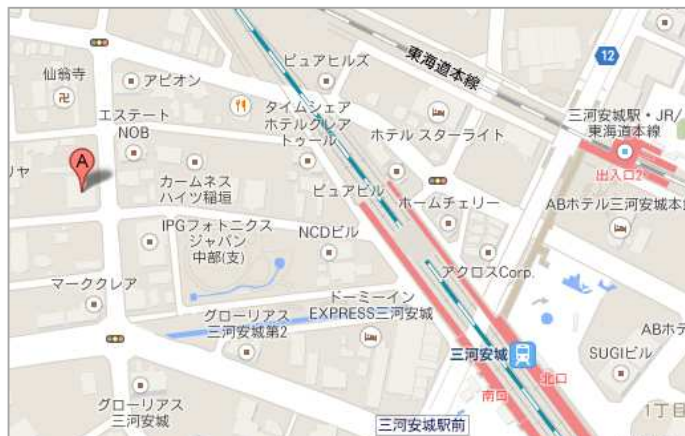 ピュアヒルズ
東海道本線
12
仙翁寺
アピオン
タイムシェア
ホテルクレア
トゥール
エステート
NOB
ホテル スターライト
三河安城駅・JR/
東海道本線
出入口2
A
リヤ
カームネス
ハイツ稲垣
ピュアビル
ホームチェリー
ABホテル三河安城本館
IPGフォトニクス
ジャパン
中部(支)
NCDビル
アクロスCorp.
マーククレア
ドーミーイン
EXPRESS三河安城
グローリアス
三河安城第2
三河安城
北口
南口
SUGIビル
ABホテ
グローリアス
三河安城
三河安城駅前
1丁目